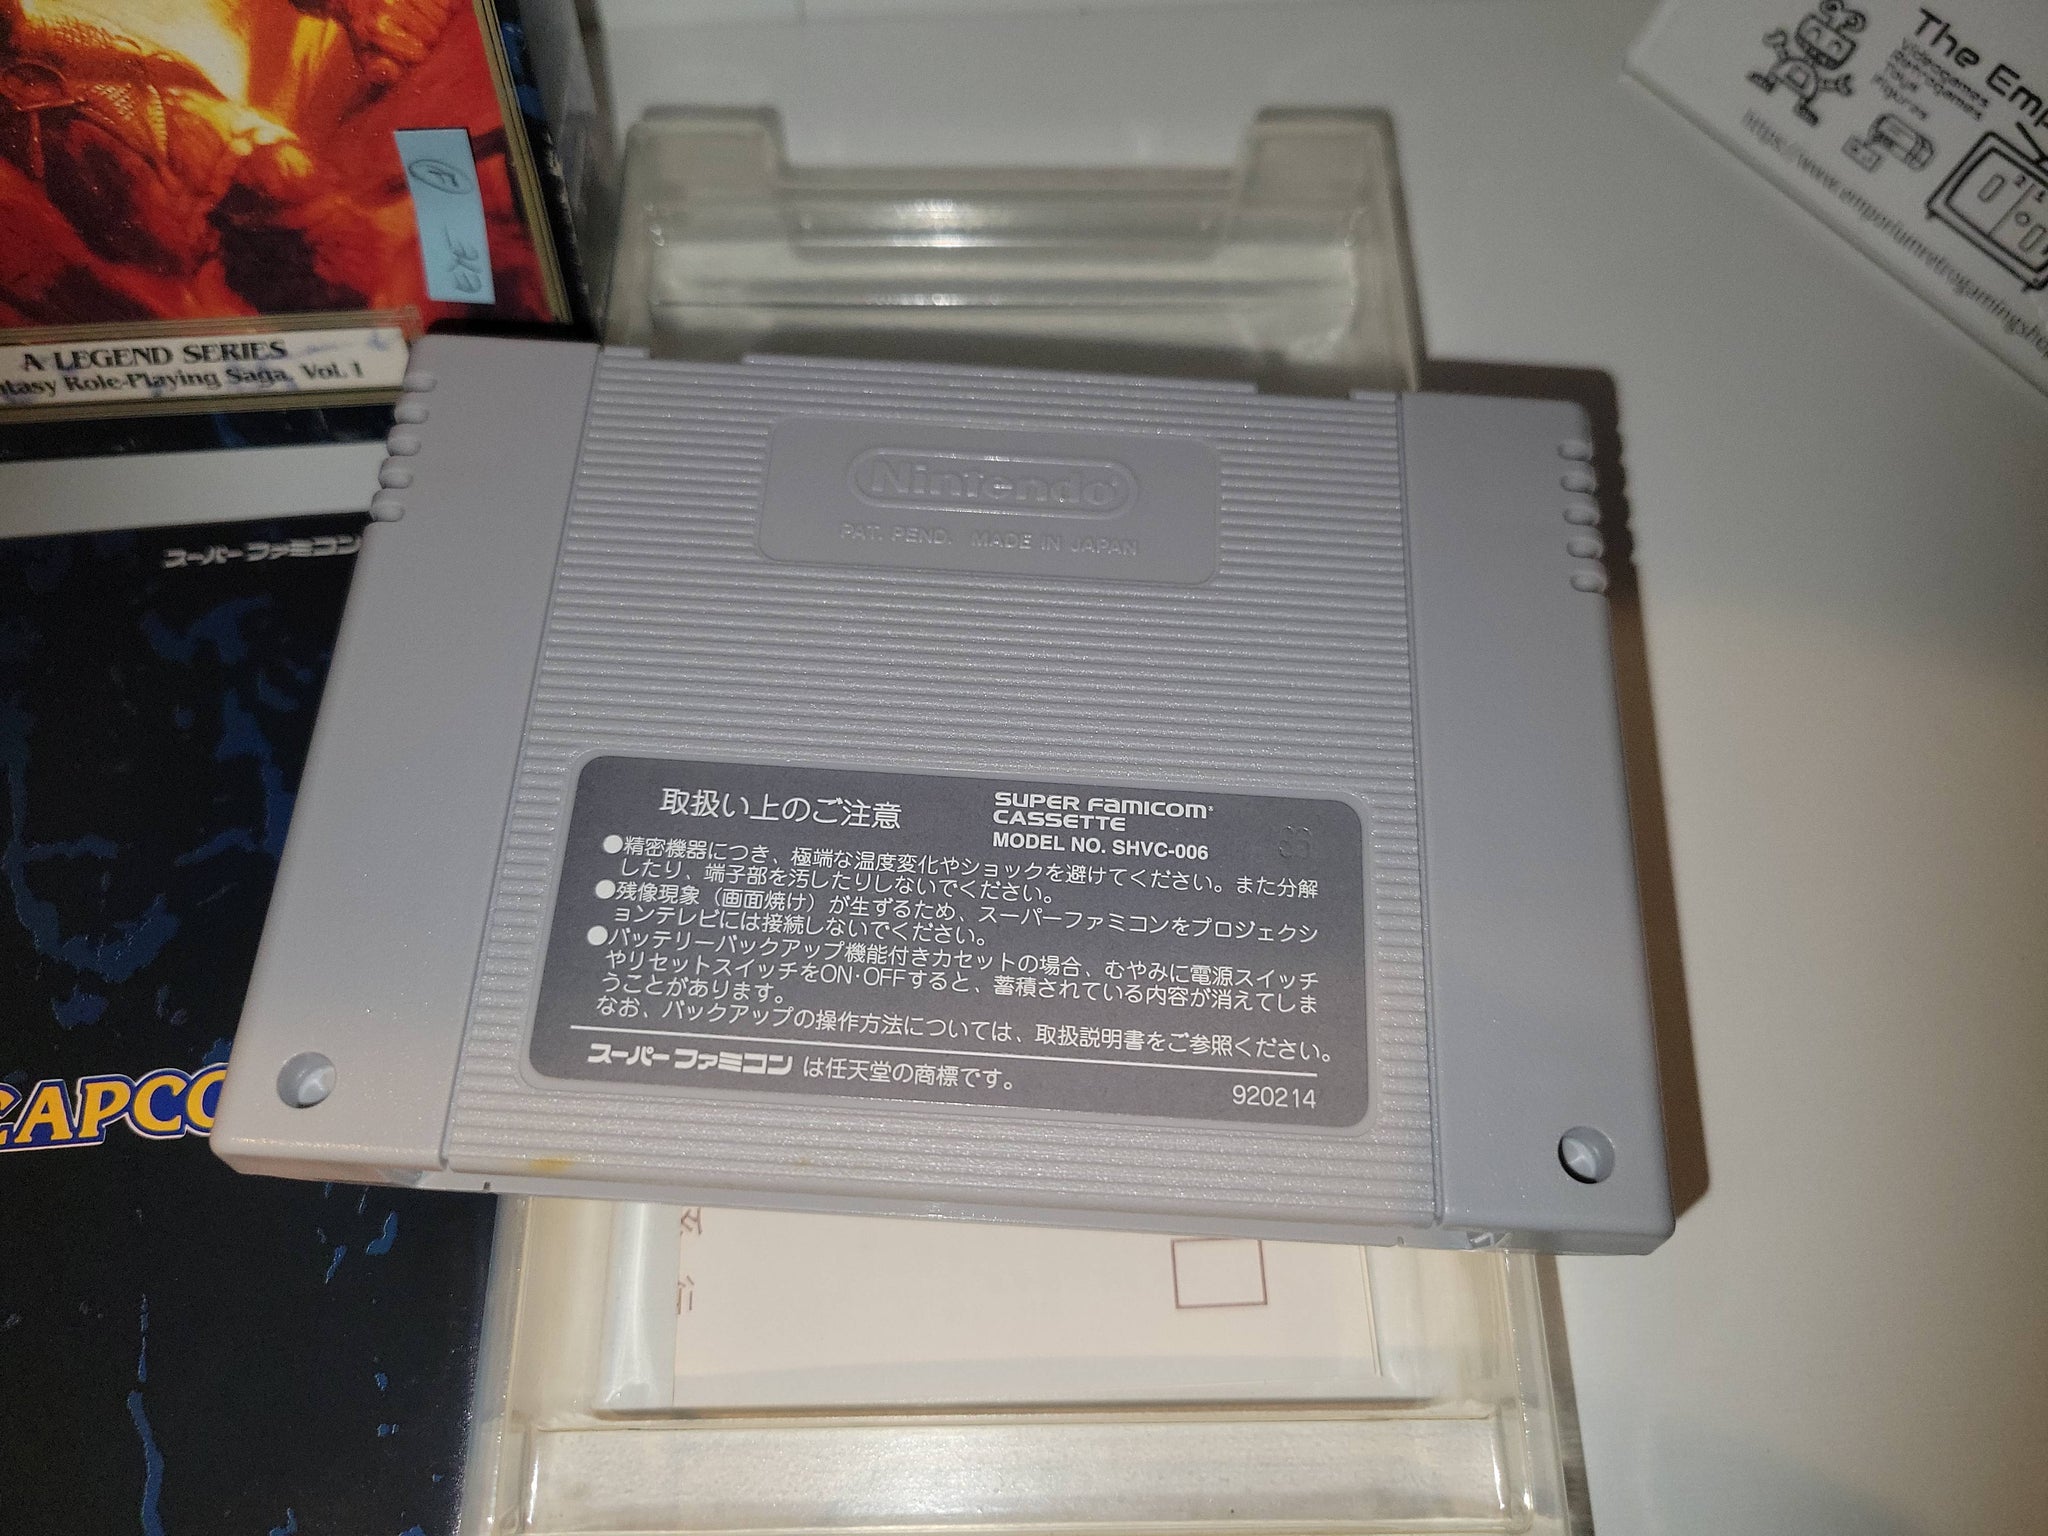 The Emp
Videogames
Retrogames
Toys
Figures
https://www.emporiumretrogamingshop
A LEGEND SERIES
ntasy Role-Playing Saga, Vol. 1
スーパーファミコン
CAPCO
Nintendo
PAT. PEND. MADE IN JAPAN
取扱い上のご注意
SUPER FAMICOM
CASSETTE
MODEL NO. SHVC-006
●精密機器につき、極端な温度変化やショックを避けてください。また分解
したり、端子部を汚したりしないでください。
●残像現象（画面焼け）が生ずるため、スーパーファミコンをプロジェクシ
ョンテレビには接続しないでください。
●バッテリーバックアップ機能付きカセットの場合、むやみに電源スイッチ
やリセットスイッチをON・OFFすると、蓄積されている内容が消えてしま
うことがあります。
なお、バックアップの操作方法については、取扱説明書をご参照ください。
スーパーファミコンは任天堂の商標です。
920214